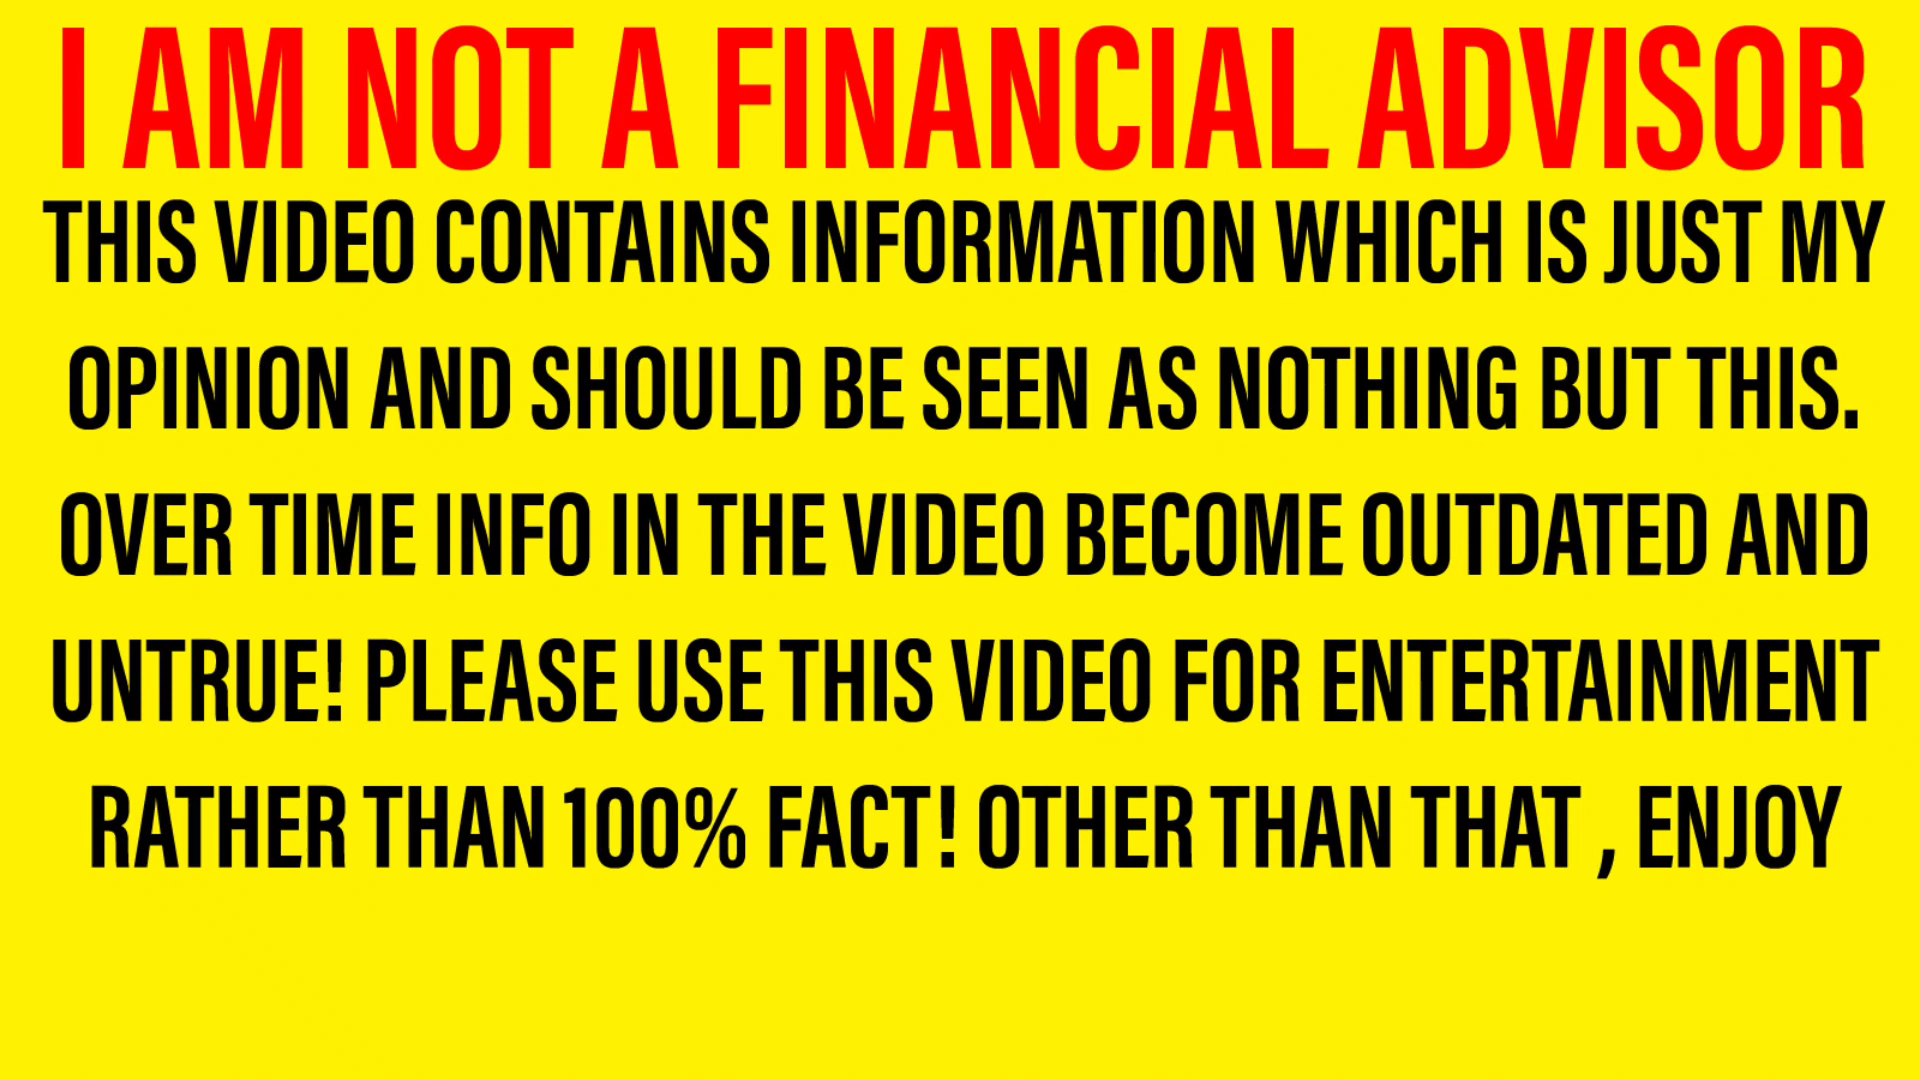 I AM NOT A FINANCIAL ADVISOR
THIS VIDEO CONTAINS INFORMATION WHICH IS JUST MY
OPINION AND SHOULD BE SEEN AS NOTHING BUT THIS.
OVER TIME INFO IN THE VIDEO BECOME OUTDATED AND
UNTRUE! PLEASE USE THIS VIDEO FOR ENTERTAINMENT
RATHER THAN 100% FACT! OTHER THAN THAT , ENJOY